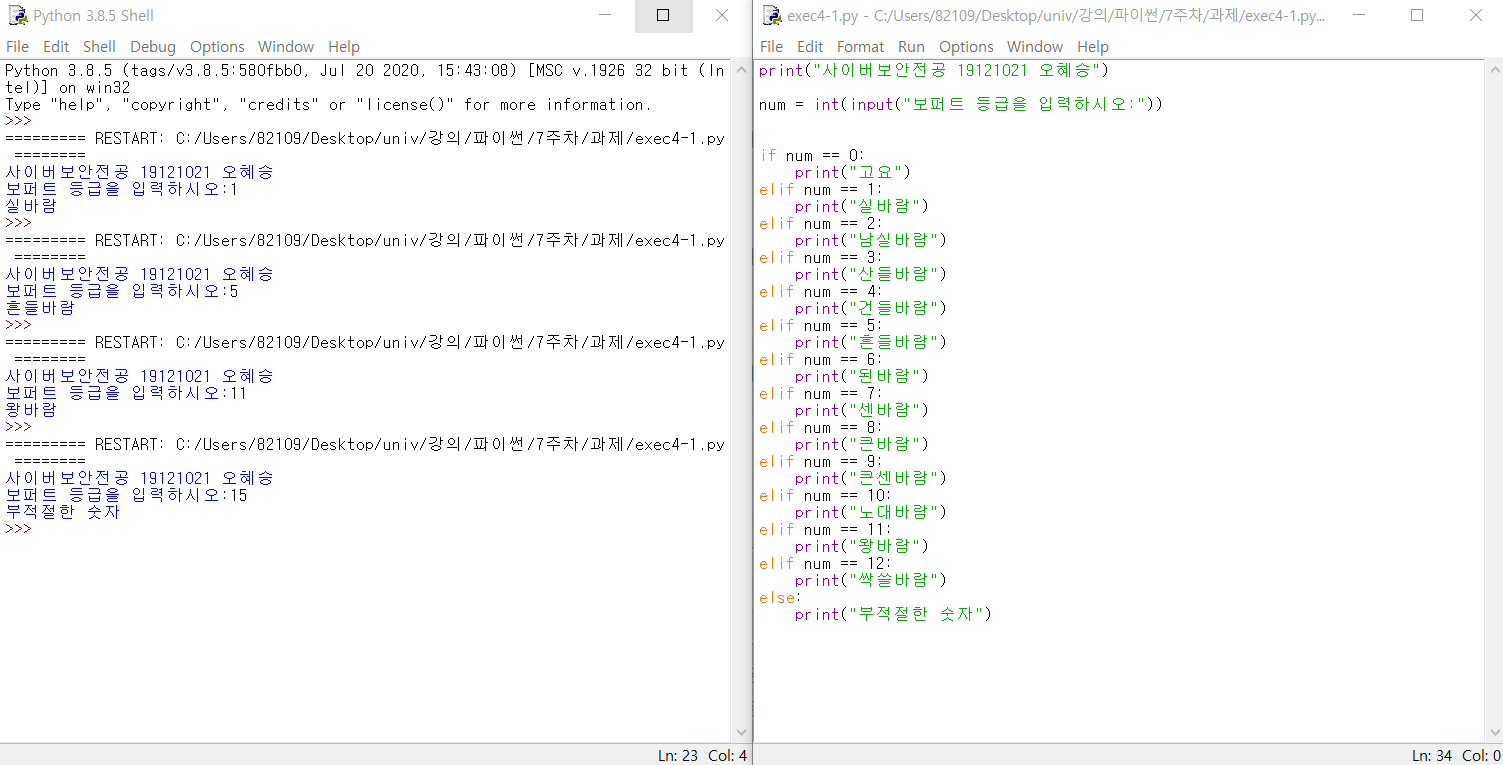 Python 3.8.5 Shell
File Edit Shell Debug Options Window Help
Python 3.8.5 (tags/v3.8.5:580fbb0, Jul 20 2020, 15:43:08) [MSC v.1926 32 bit (In
tel)] on win32
Type "help", "copyright", "credits" or "license()" for more information.
>>>
========= RESTART: C:/Users/82109/Desktop/univ/강의/파이썬/7주차/과제/exec4-1.py
 ========
사이버보안전공 19121021 오혜승
보퍼트 등급을 입력하시오:1
실바람
>>>
========= RESTART: C:/Users/82109/Desktop/univ/강의/파이썬/7주차/과제/exec4-1.py
 ========
사이버보안전공 19121021 오혜승
보퍼트 등급을 입력하시오:5
흔들바람
>>>
========= RESTART: C:/Users/82109/Desktop/univ/강의/파이썬/7주차/과제/exec4-1.py
 ========
사이버보안전공 19121021 오혜승
보퍼트 등급을 입력하시오:11
왕바람
>>>
========= RESTART: C:/Users/82109/Desktop/univ/강의/파이썬/7주차/과제/exec4-1.py
 ========
사이버보안전공 19121021 오혜승
보퍼트 등급을 입력하시오:15
부적절한 숫자
>>>
Ln: 23 Col: 4
exec4-1.py - C:/Users/82109/Desktop/univ/강의/파이썬/7주차/과제/exec4-1.py...
File Edit Format Run Options Window Help
print("사이버보안전공 19121021 오혜승")
num = int(input("보퍼트 등급을 입력하시오:"))
if num == 0:
    print("고요")
elif num == 1:
    print("실바람")
elif num == 2:
    print("남실바람")
elif num == 3:
    print("산들바람")
elif num == 4:
    print("건들바람")
elif num == 5:
    print("흔들바람")
elif num == 6:
    print("된바람")
elif num == 7:
    print("센바람")
elif num == 8:
    print("큰바람")
elif num == 9:
    print("큰센바람")
elif num == 10:
    print("노대바람")
elif num == 11:
    print("왕바람")
elif num == 12:
    print("싹쓸바람")
else:
    print("부적절한 숫자")
Ln: 34 Col: 0